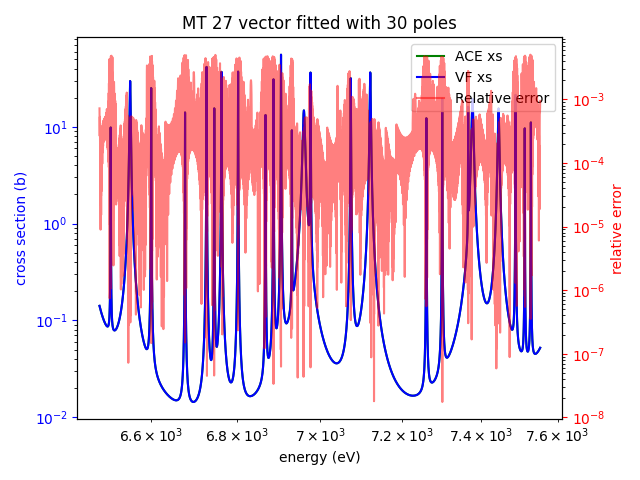 MT 27 vector fitted with 30 poles
ACE xs
VF xs
Relative error
cross section (b)
10¹
10⁰
10⁻¹
10⁻²
relative error
10⁻³
10⁻⁴
10⁻⁵
10⁻⁶
10⁻⁷
10⁻⁸
6.6 × 10³ 6.8 × 10³ 7 × 10³ 7.2 × 10³ 7.4 × 10³ 7.6 × 10³
energy (eV)